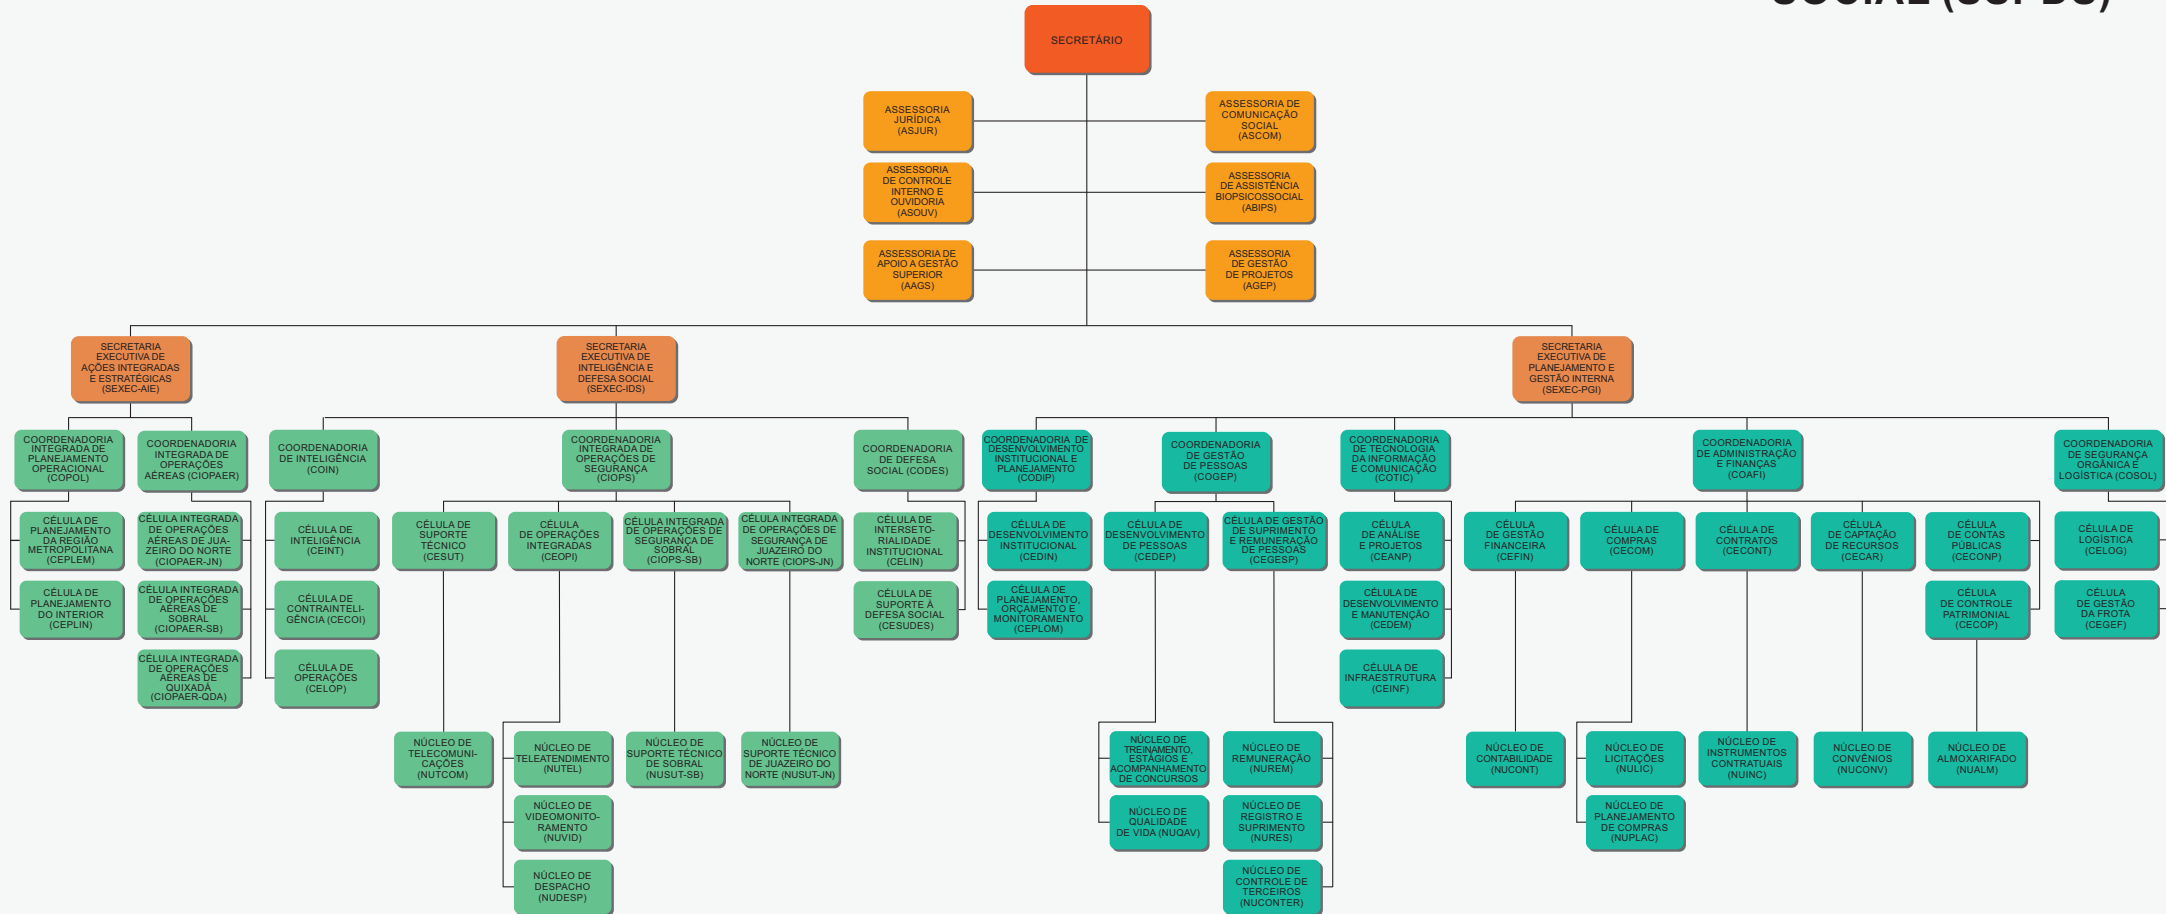 SOCIAL (SSPDS)
SECRETÁRIO
ASSESSORIA
JURÍDICA
(ASJUR)
ASSESSORIA DE
COMUNICAÇÃO
SOCIAL
(ASCOM)
ASSESSORIA
DE CONTROLE
INTERNO E
OUVIDORIA
(ASOUV)
ASSESSORIA
DE ASSISTÊNCIA
BIOPSICOSSOCIAL
(ABIPS)
ASSESSORIA DE
APOIO A GESTÃO
SUPERIOR
(AAGS)
ASSESSORIA
DE GESTÃO
DE PROJETOS
(AGEP)
SECRETARIA
EXECUTIVA DE
AÇÕES INTEGRADAS
E ESTRATÉGICAS
(SEXEC-AIE)
SECRETARIA
EXECUTIVA DE
INTELIGÊNCIA E
DEFESA SOCIAL
(SEXEC-IDS)
SECRETARIA
EXECUTIVA DE
PLANEJAMENTO E
GESTÃO INTERNA
(SEXEC-PGI)
COORDENADORIA
INTEGRADA DE
PLANEJAMENTO
OPERACIONAL
(COPOL)
COORDENADORIA
INTEGRADA DE
OPERAÇÕES
AÉREAS (CIOPAER)
COORDENADORIA
DE INTELIGÊNCIA
(COIN)
COORDENADORIA
INTEGRADA DE
OPERAÇÕES DE
SEGURANÇA
(CIOPS)
COORDENADORIA
DE DEFESA
SOCIAL (CODES)
COORDENADORIA DE
DESENVOLVIMENTO
INSTITUCIONAL E
PLANEJAMENTO
(CODIP)
COORDENADORIA
DE GESTÃO
DE PESSOAS
(COGEP)
COORDENADORIA
DE TECNOLOGIA
DA INFORMAÇÃO
E COMUNICAÇÃO
(COTIC)
COORDENADORIA
DE ADMINISTRAÇÃO
E FINANÇAS
(COAFI)
COORDENADORIA
DE SEGURANÇA
ORGÂNICA E
LOGÍSTICA (COSOL)
CÉLULA DE
PLANEJAMENTO
DA REGIÃO
METROPOLITANA
(CEPLEM)
CÉLULA INTEGRADA
DE OPERAÇÕES
AÉREAS DE JUA-
ZEIRO DO NORTE
(CIOPAER-JN)
CÉLULA DE
INTELIGÊNCIA
(CEINT)
CÉLULA DE
SUPORTE
TÉCNICO
(CESUT)
CÉLULA
DE OPERAÇÕES
INTEGRADAS
(CEOPI)
CÉLULA INTEGRADA
DE OPERAÇÕES DE
SEGURANÇA DE
SOBRAL
(CIOPS-SB)
CÉLULA INTEGRADA
DE OPERAÇÕES DE
SEGURANÇA DE
JUAZEIRO DO
NORTE (CIOPS-JN)
CÉLULA DE
INTERSETO-
RIALIDADE
INSTITUCIONAL
(CELIN)
CÉLULA DE
DESENVOLVIMENTO
INSTITUCIONAL
(CEDIN)
CÉLULA DE
DESENVOLVIMENTO
DE PESSOAS
(CEDEP)
CÉLULA DE GESTÃO
DE SUPRIMENTO
E REMUNERAÇÃO
DE PESSOAS
(CEGESP)
CÉLULA
DE ANÁLISE
E PROJETOS
(CEANP)
CÉLULA
DE GESTÃO
FINANCEIRA
(CEFIN)
CÉLULA DE
COMPRAS
(CECOM)
CÉLULA DE
CONTRATOS
(CECONT)
CÉLULA
DE CAPTAÇÃO
DE RECURSOS
(CECAR)
CÉLULA
DE CONTAS
PÚBLICAS
(CECONP)
CÉLULA DE
LOGÍSTICA
(CELOG)
CÉLULA DE
PLANEJAMENTO
DO INTERIOR
(CEPLIN)
CÉLULA INTEGRADA
DE OPERAÇÕES
AÉREAS DE
SOBRAL
(CIOPAER-SB)
CÉLULA DE
CONTRAINTELI-
GÊNCIA (CECOI)
CÉLULA DE
SUPORTE À
DEFESA SOCIAL
(CESUDES)
CÉLULA DE
PLANEJAMENTO,
ORÇAMENTO E
MONITORAMENTO
(CEPLOM)
CÉLULA DE
DESENVOLVIMENTO
E MANUTENÇÃO
(CEDEM)
CÉLULA
DE CONTROLE
PATRIMONIAL
(CECOP)
CÉLULA
DE GESTÃO
DA FROTA
(CEGEF)
CÉLULA INTEGRADA
DE OPERAÇÕES
AÉREAS DE
QUIXADÁ
(CIOPAER-QDA)
CÉLULA DE
OPERAÇÕES
(CELOP)
CÉLULA DE
INFRAESTRUTURA
(CEINF)
NÚCLEO DE
TELECOMUNI-
CAÇÕES
(NUTCOM)
NÚCLEO DE
TELEATENDIMENTO
(NUTEL)
NÚCLEO DE
SUPORTE TÉCNICO
DE SOBRAL
(NUSUT-SB)
NÚCLEO DE
SUPORTE TÉCNICO
DE JUAZEIRO DO
NORTE (NUSUT-JN)
NÚCLEO DE
TREINAMENTO,
ESTÁGIOS E
ACOMPANHAMENTO
DE CONCURSOS
NÚCLEO DE
REMUNERAÇÃO
(NUREM)
NÚCLEO DE
CONTABILIDADE
(NUCONT)
NÚCLEO DE
LICITAÇÕES
(NULIC)
NÚCLEO DE
INSTRUMENTOS
CONTRATUAIS
(NUINC)
NÚCLEO DE
CONVÊNIOS
(NUCONV)
NÚCLEO DE
ALMOXARIFADO
(NUALM)
NÚCLEO DE
VIDEOMONITO-
RAMENTO
(NUVID)
NÚCLEO DE
QUALIDADE
DE VIDA (NUQAV)
NÚCLEO DE
REGISTRO E
SUPRIMENTO
(NURES)
NÚCLEO DE
PLANEJAMENTO
DE COMPRAS
(NUPLAC)
NÚCLEO DE
DESPACHO
(NUDESP)
NÚCLEO DE
CONTROLE DE
TERCEIROS
(NUCONTER)